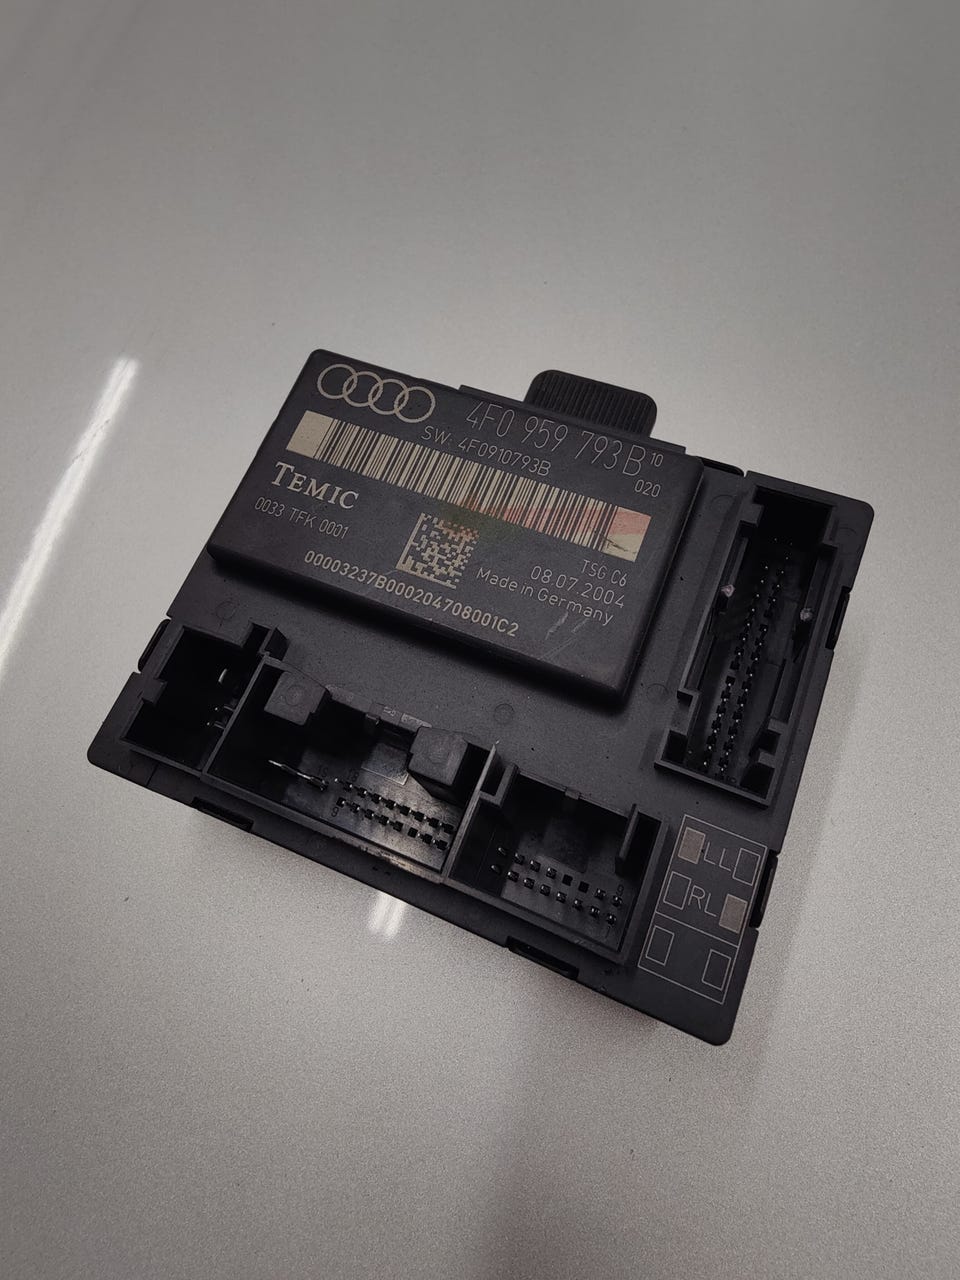 4F0 959 793 B 10
SW: 4F0910793B 020
TEMIC
0033 TFK 0001
TSG C6
08.07.2004
Made in Germany
00003237B000204708001C2
LL
RL